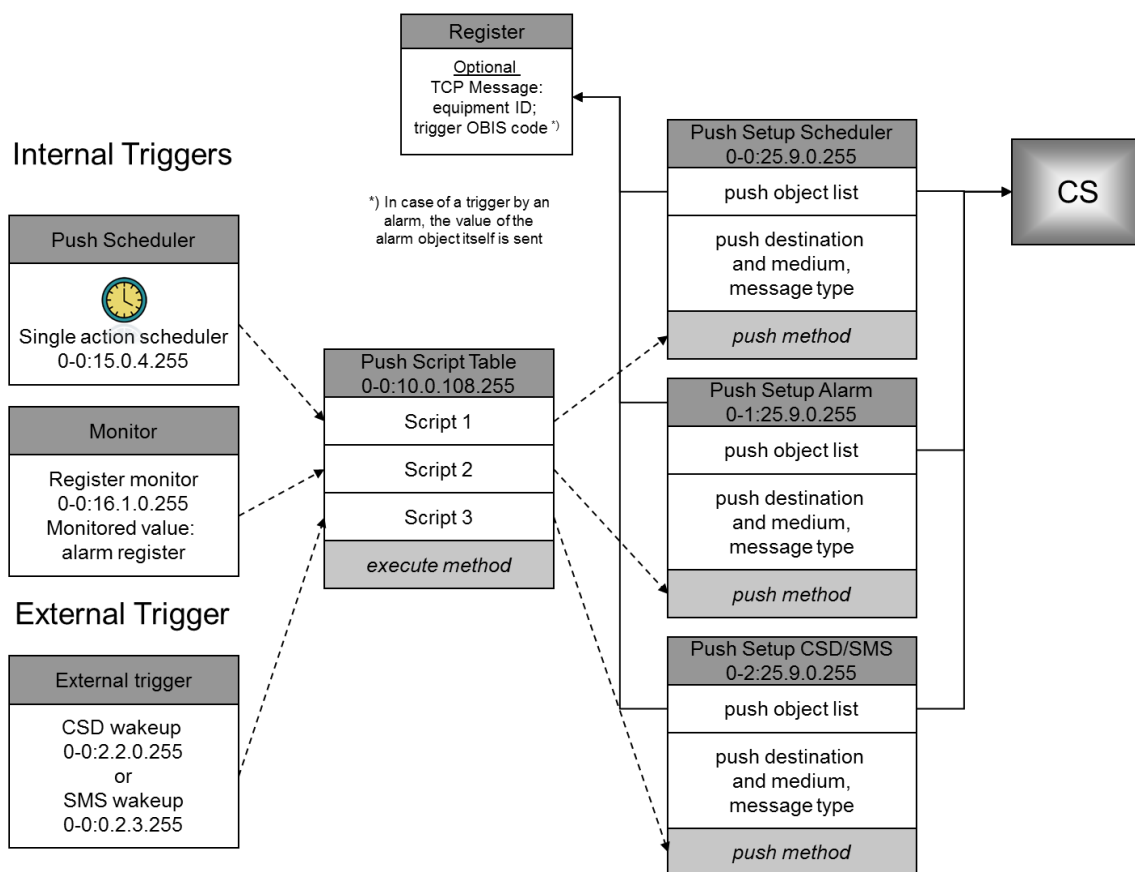 Register
Optional
TCP Message:
equipment ID;
trigger OBIS code *)
*) In case of a trigger by an
alarm, the value of the
alarm object itself is sent
Internal Triggers
Push Scheduler
Single action scheduler
0-0:15.0.4.255
Monitor
Register monitor
0-0:16.1.0.255
Monitored value:
alarm register
External Trigger
External trigger
CSD wakeup
0-0:2.2.0.255
or
SMS wakeup
0-0:0.2.3.255
Push Script Table
0-0:10.0.108.255
Script 1
Script 2
Script 3
execute method
Push Setup Scheduler
0-0:25.9.0.255
push object list
push destination
and medium,
message type
push method
Push Setup Alarm
0-1:25.9.0.255
push object list
push destination
and medium,
message type
push method
Push Setup CSD/SMS
0-2:25.9.0.255
push object list
push destination
and medium,
message type
push method
CS